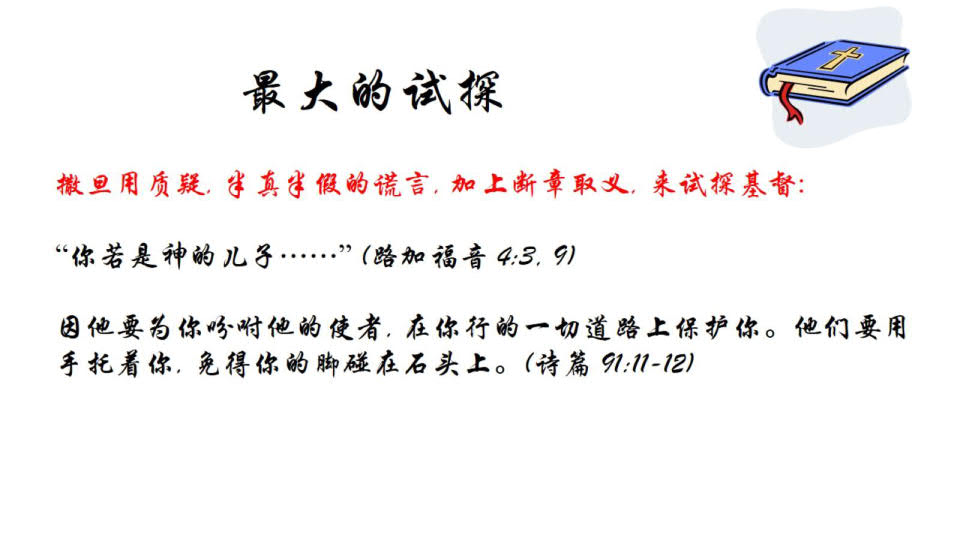 最大的试探
撒旦用质疑, 半真半假的谎言, 加上断章取义, 来试探基督:
“你若是神的儿子……” (路加福音 4:3, 9)
因他要为你吩咐他的使者, 在你行的一切道路上保护你。他们要用
手托着你, 免得你的脚碰在石头上。(诗篇 91:11-12)